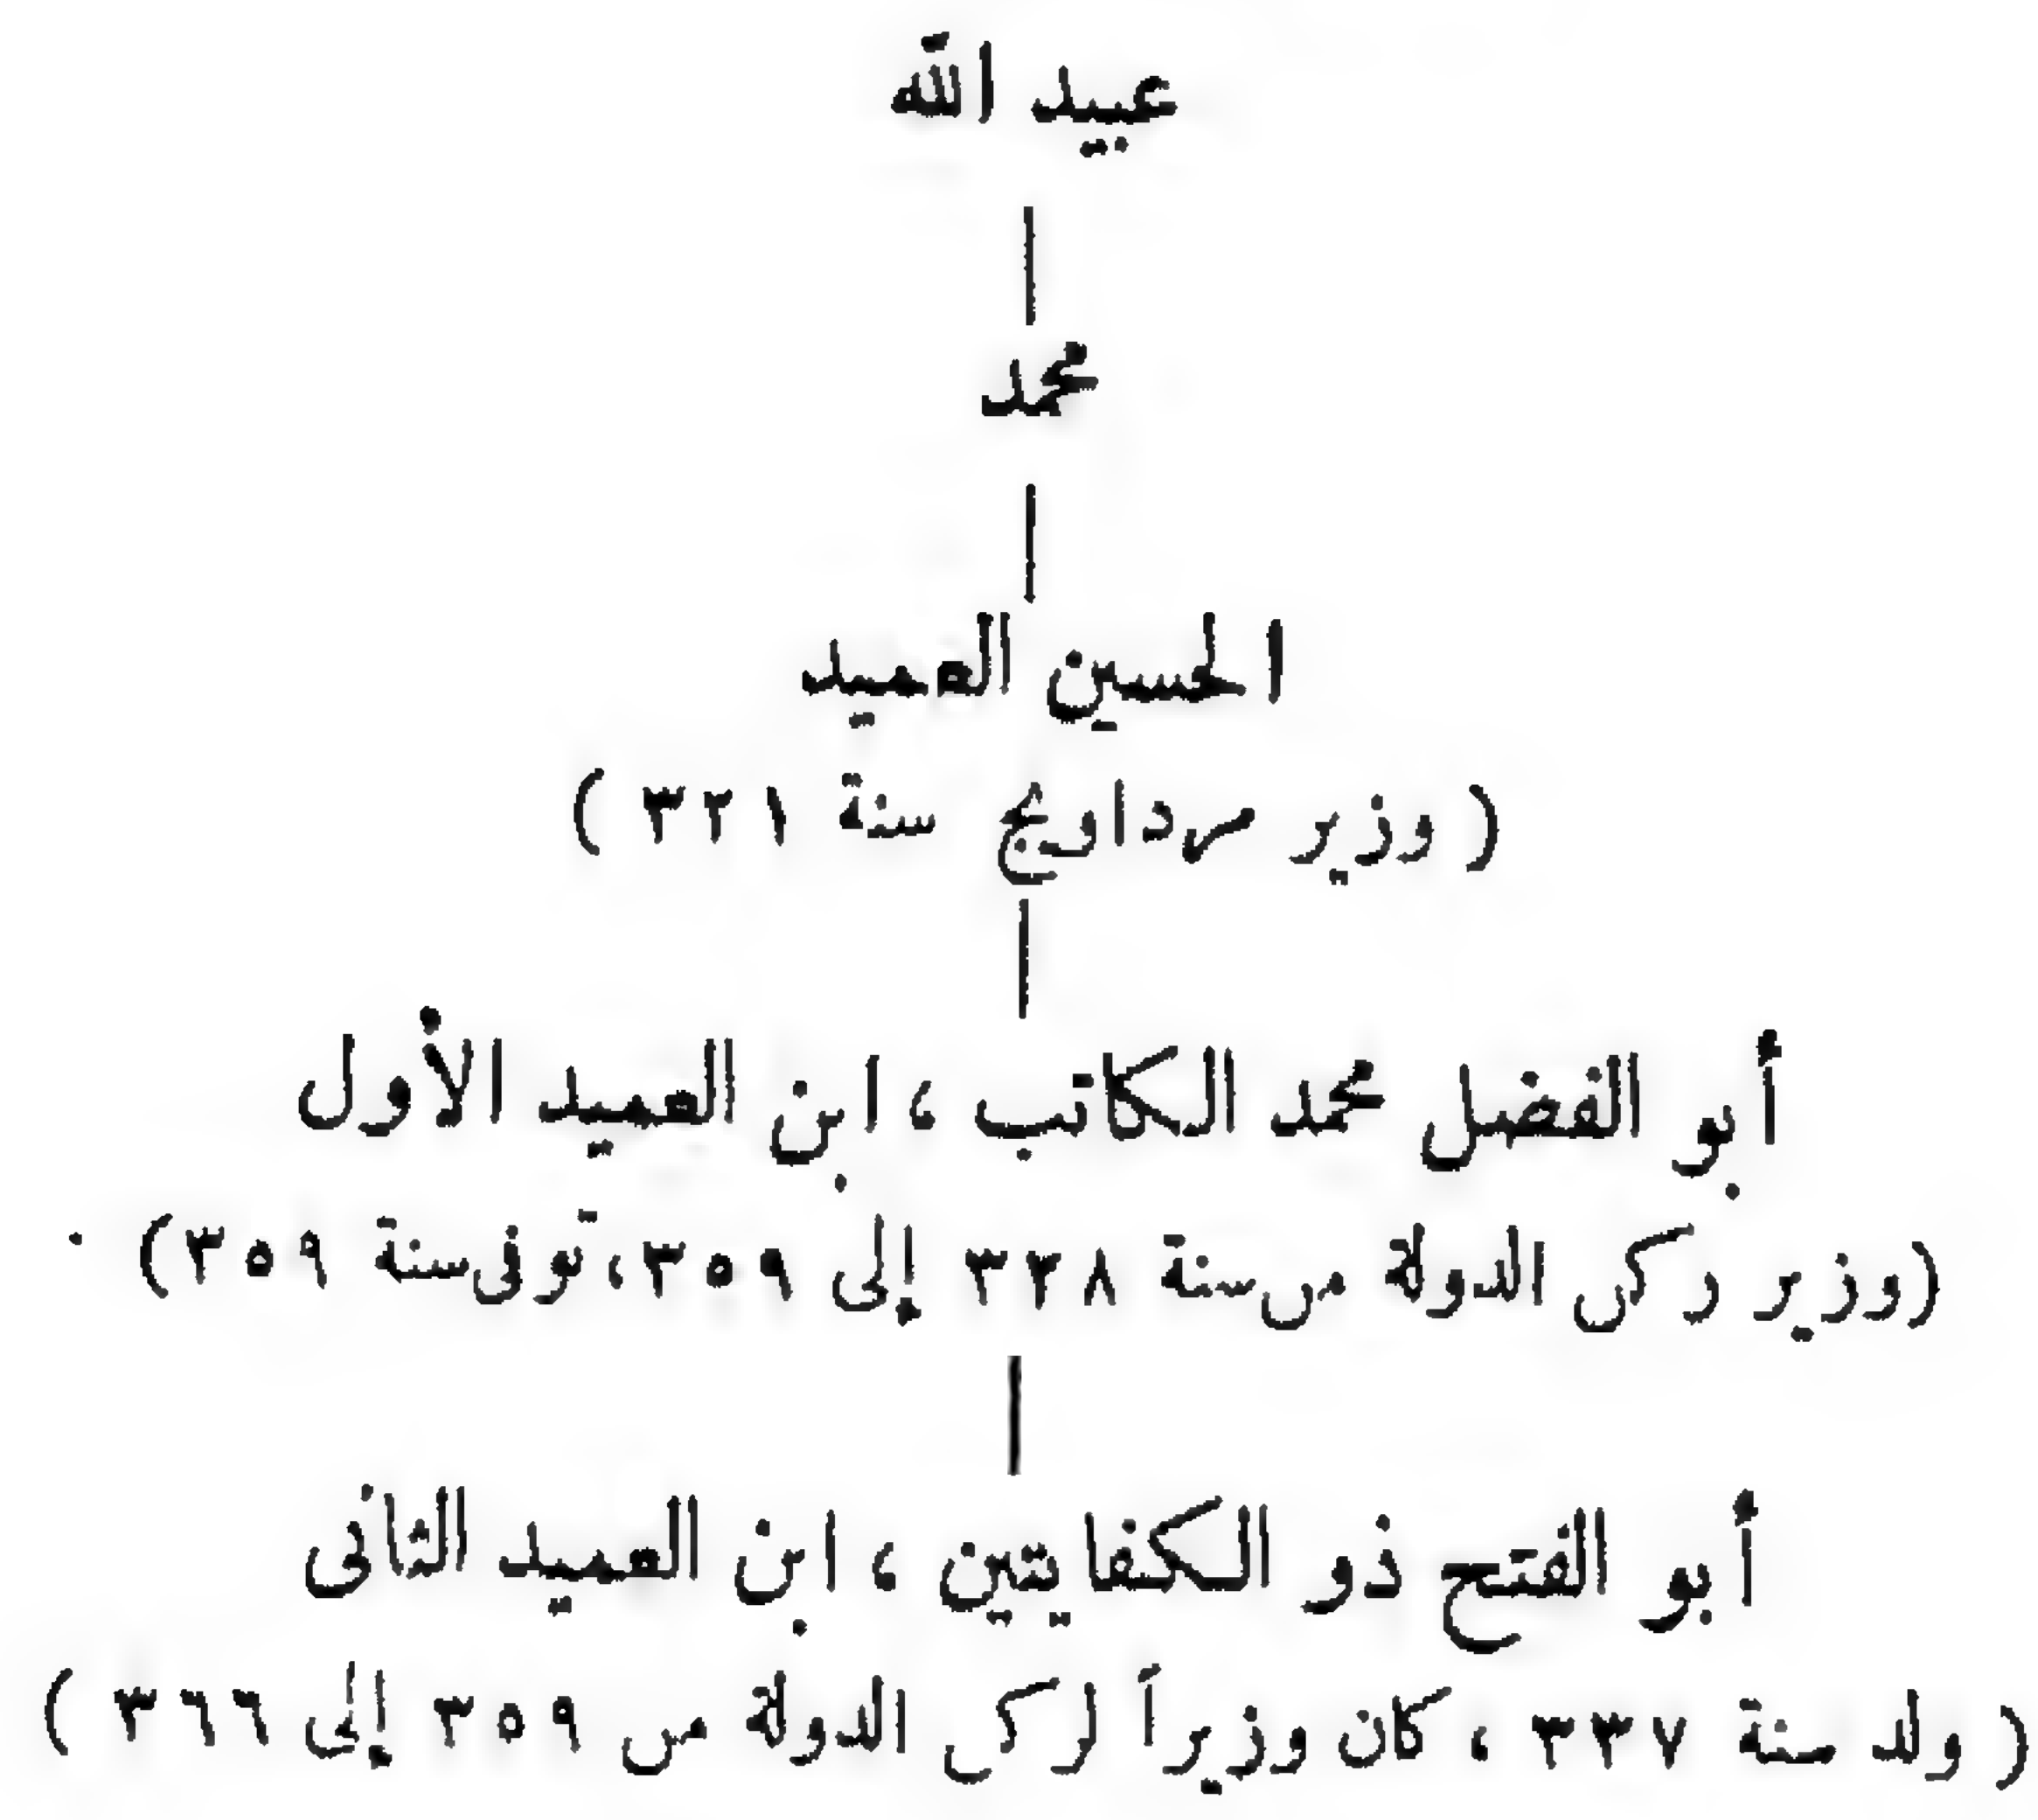 عبيد الله
محمد
الحسين العميد
( وزير مرداويج سنة ٣٢١ )
أبو الفضل محمد الكاتب ، ابن العميد الأول
(وزير ركن الدولة من سنة ٣٢٨ إلى ٣٥٩، توفى سنة ٣٥٩) .
أبو الفتح ذو الكفايتين ، ابن العميد الثانى
( ولد سنة ٣٣٧ ، كان وزيراً لركن الدولة من ٣٥٩ إلى ٣٦٦ )